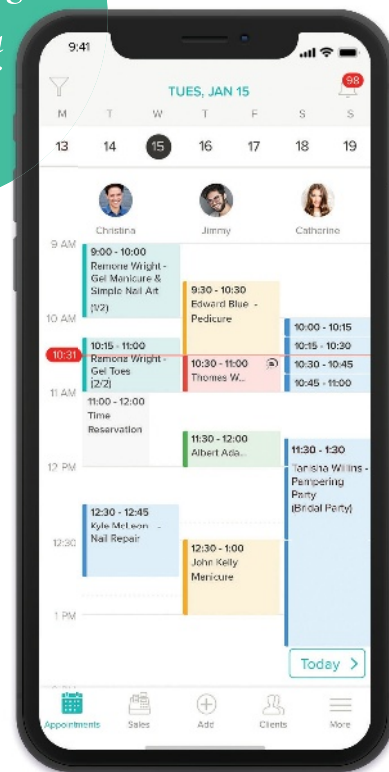 g
9:41
98
TUES, JAN 15
M T W T F S S
13 14 15 16 17 18 19
Christina Jimmy Catherine
9 AM
9:00 - 10:00
Ramona Wright -
Gel Manicure &
Simple Nail Art
(1/2)
9:30 - 10:30
Edward Blue -
Pedicure
10 AM
10:00 - 10:15
10:15 - 11:00
Ramona Wright -
Gel Toes
(2/2)
10:15 - 10:30
10:31
10:30 - 11:00
Thomas W...
10:30 - 10:45
10:45 - 11:00
11 AM
11:00 - 12:00
Time
Reservation
11:30 - 12:00
Albert Ada...
11:30 - 1:30
Tanisha Willins -
Pampering
Party
(Bridal Party)
12 PM
12:30 - 12:45
Kyle McLean -
Nail Repair
12:30
12:30 - 1:00
John Kelly
Manicure
1 PM
Today >
Appointments Sales Add Clients More